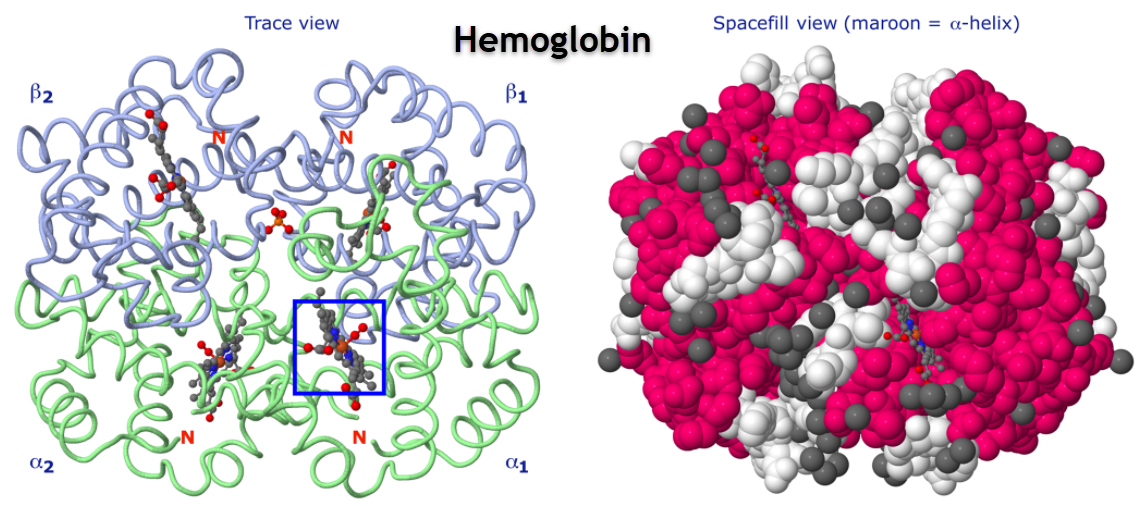 Trace view
Hemoglobin
Spacefill view (maroon = α-helix)
β2
β1
N
N
N
N
α2
α1